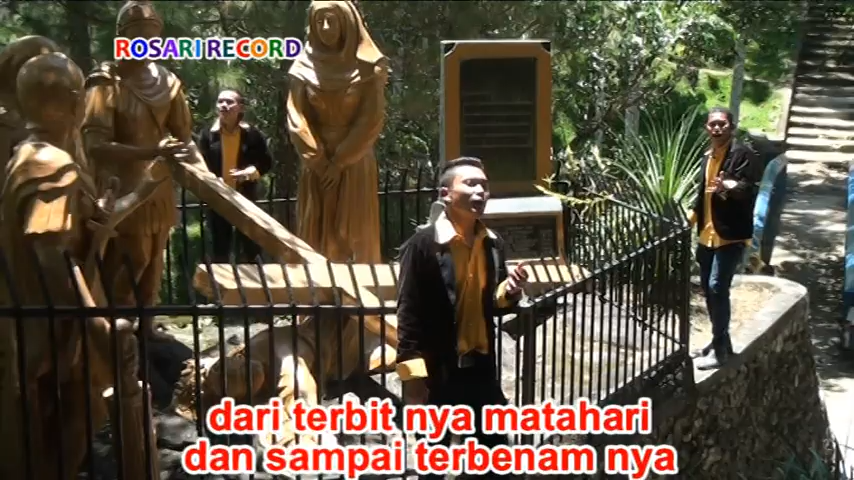 ROSARI RECORD
dari terbit nya matahari
dan sampai terbenam nya